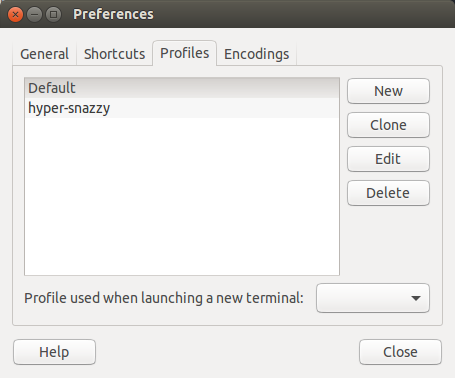 Preferences
General Shortcuts Profiles Encodings
Default
hyper-snazzy
New
Clone
Edit
Delete
Profile used when launching a new terminal:
Help Close